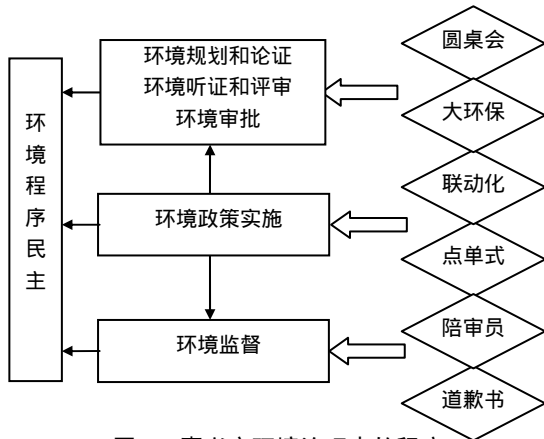 环境规划和论证
环境听证和评审
环境审批
环境程序民主
环境政策实施
环境监督
圆桌会
大环保
联动化
点单式
陪审员
道歉书